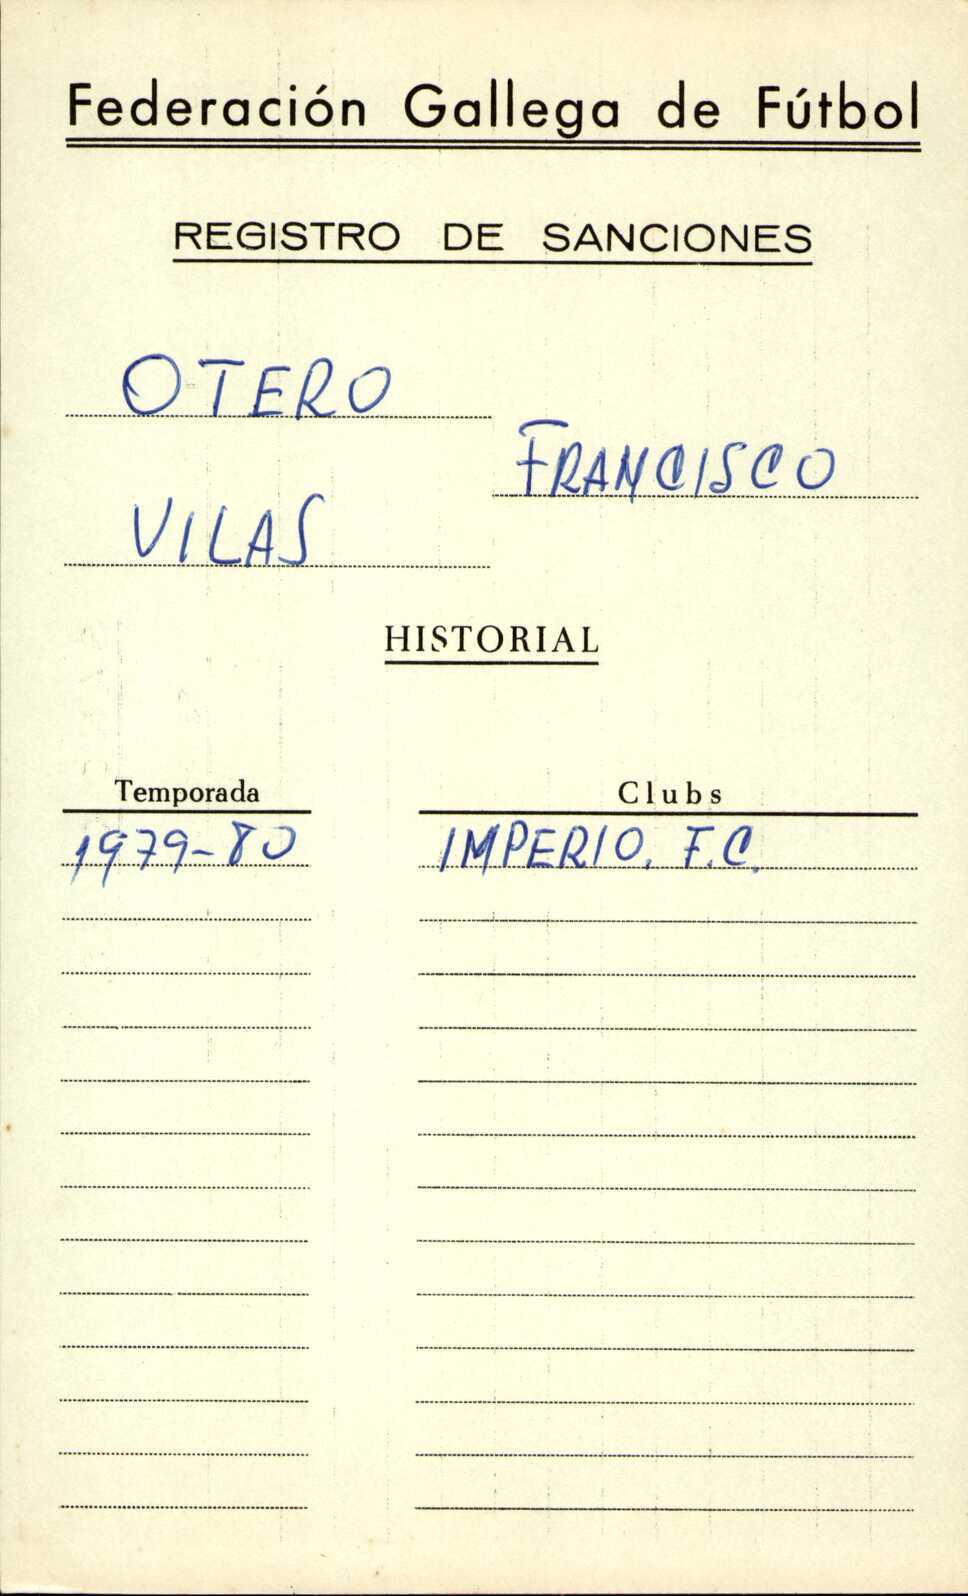 Federación Gallega de Fútbol
REGISTRO DE SANCIONES
OTERO
FRANCISCO
VILAS
HISTORIAL
Temporada Clubs
1979-80 IMPERIO. F.C.